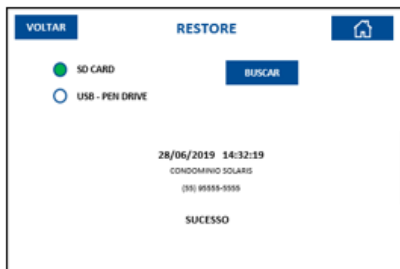 VOLTAR RESTORE
SD CARD BUSCAR
USB - PEN DRIVE
28/06/2019 14:32:19
CONDOMINIO SOLARIS
(55) 95555-5555
SUCESSO